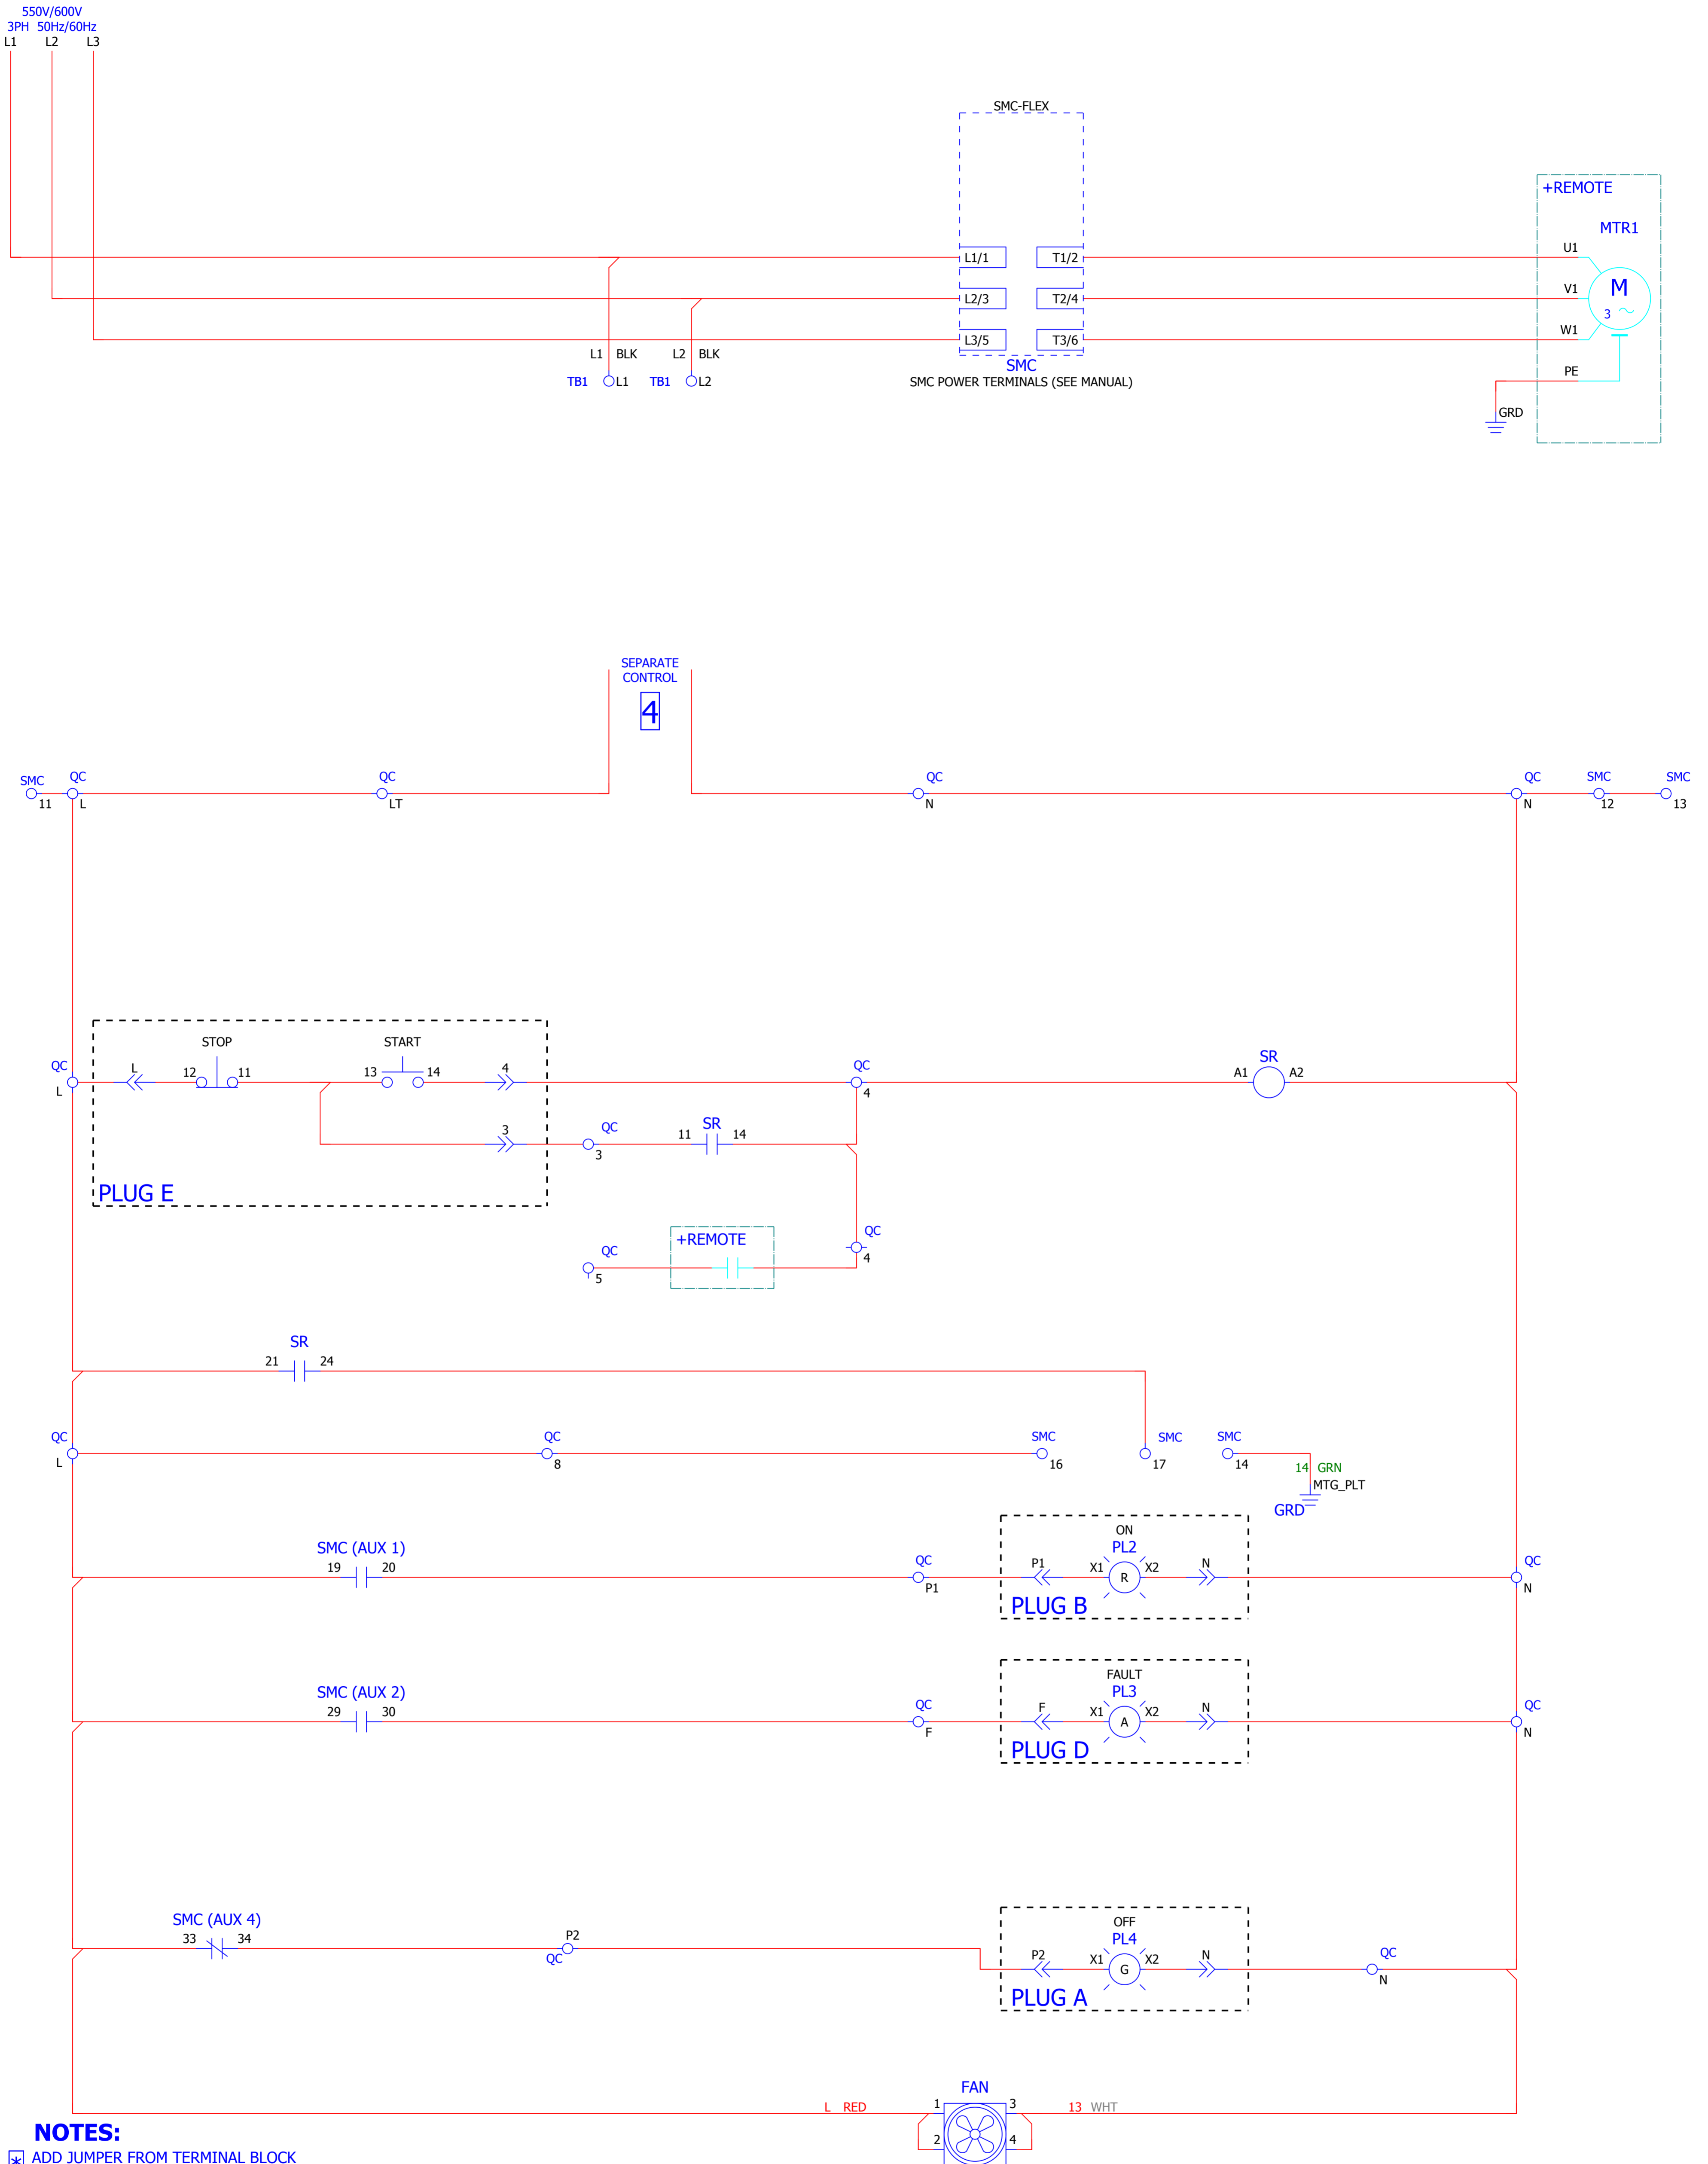 550V/600V
3PH 50Hz/60Hz
L1 L2 L3
SMC-FLEX
+REMOTE
MTR1
U1
L1/1 T1/2
M
3
V1
L2/3 T2/4
W1
L3/5 T3/6
L1 BLK L2 BLK
SMC
PE
TB1 L1 TB1 L2
SMC POWER TERMINALS (SEE MANUAL)
GRD
SEPARATE
CONTROL
4
SMC QC QC QC QC SMC SMC
11 L LT N N 12 13
STOP START
QC L 12 11 13 14 4 QC A1 SR A2
L 4
3 QC 11 SR 14
3
PLUG E
+REMOTE QC
QC 4
5
SR
21 24
QC QC SMC SMC SMC
L 8 16 17 14
14 GRN
MTG_PLT
GRD
ON
SMC (AUX 1) PL2
19 20 QC P1 X1 R X2 N QC
P1 N
PLUG B
FAULT
SMC (AUX 2) PL3
29 30 QC F X1 A X2 N QC
F N
PLUG D
OFF
SMC (AUX 4) PL4
33 34 P2 P2 X1 G X2 N QC
QC N
PLUG A
FAN
L RED 1 3 13 WHT
2 4
NOTES:
* ADD JUMPER FROM TERMINAL BLOCK